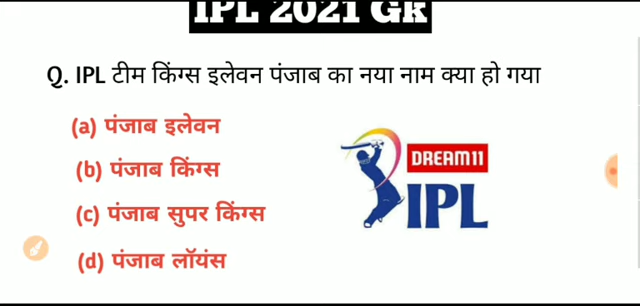 IPL 2021 GK
Q. IPL टीम किंग्स इलेवन पंजाब का नया नाम क्या हो गया
(a) पंजाब इलेवन
(b) पंजाब किंग्स
(c) पंजाब सुपर किंग्स
(d) पंजाब लॉयंस
DREAM11
IPL